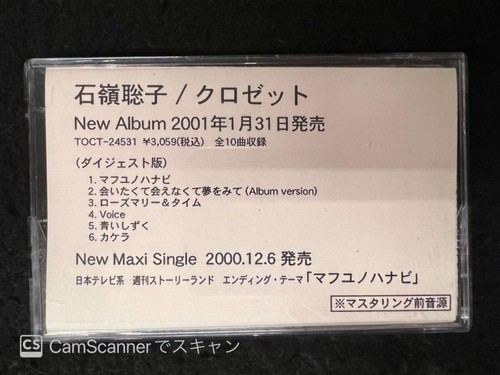 石嶺聡子 / クロゼット
New Album 2001年1月31日発売
TOCT-24531 ¥3,059(税込) 全10曲収録
(ダイジェスト版)
1. マフユノハナビ
2. 会いたくて会えなくて夢をみて (Album version)
3. ローズマリー＆タイム
4. Voice
5. 青いしずく
6. カケラ
New Maxi Single 2000.12.6 発売
日本テレビ系 週刊ストーリーランド エンディング・テーマ「マフユノハナビ」
※マスタリング前音源
CS CamScanner でスキャン